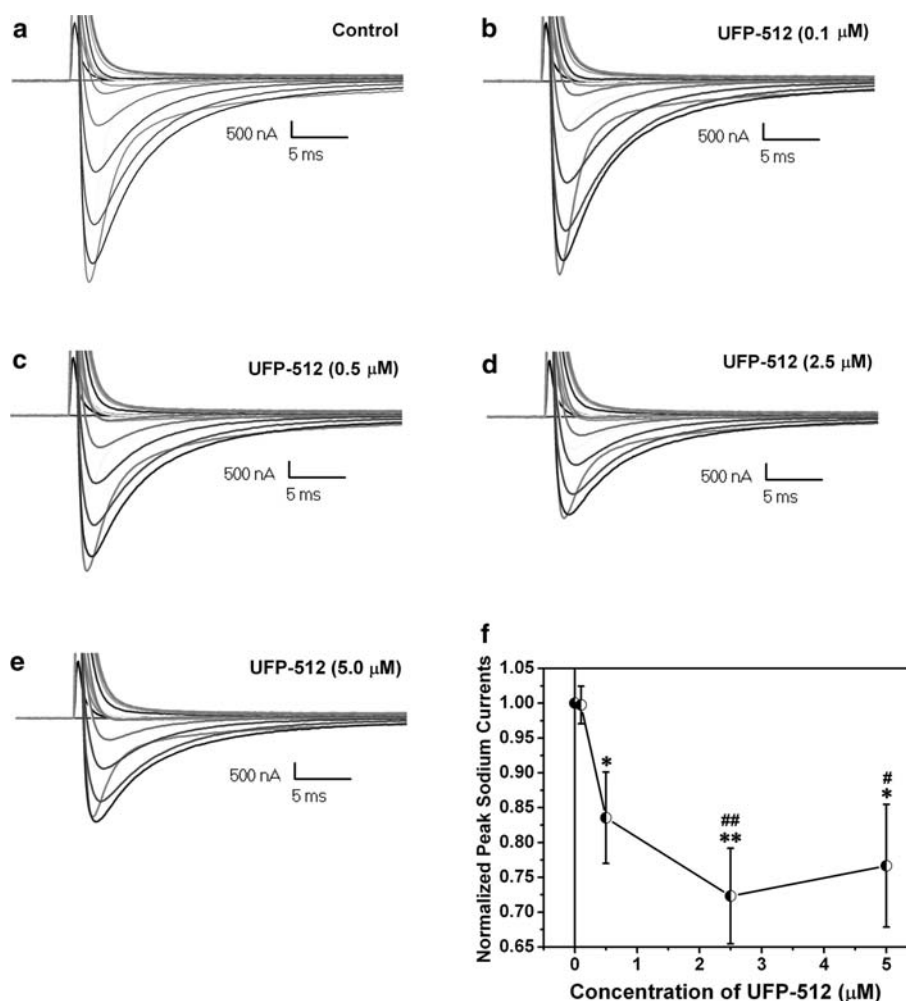 a
Control
500 nA
5 ms
b
UFP-512 (0.1 μM)
500 nA
5 ms
c
UFP-512 (0.5 μM)
500 nA
5 ms
d
UFP-512 (2.5 μM)
500 nA
5 ms
e
UFP-512 (5.0 μM)
500 nA
5 ms
f
Normalized Peak Sodium Currents
1.05
1.00
0.95
0.90
0.85
0.80
0.75
0.70
0.65
*
##
**
#
*
0 1 2 3 4 5
Concentration of UFP-512 (μM)